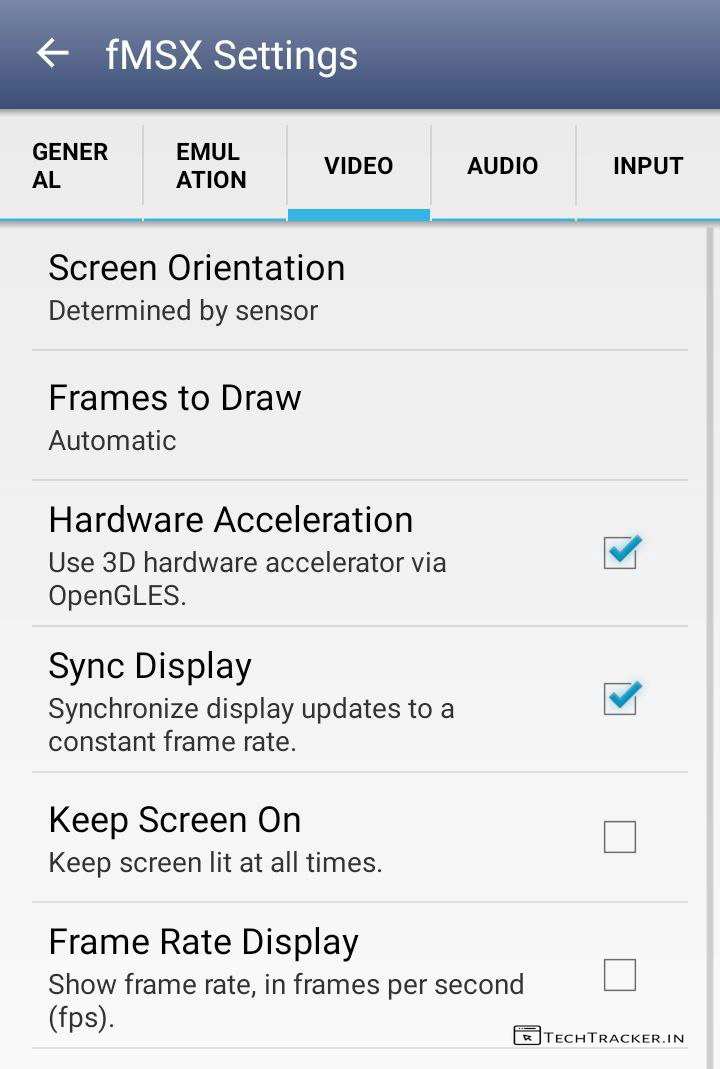 fMSX Settings
GENER
AL
EMUL
ATION
VIDEO
AUDIO
INPUT
Screen Orientation
Determined by sensor
Frames to Draw
Automatic
Hardware Acceleration
Use 3D hardware accelerator via
OpenGLES.
Sync Display
Synchronize display updates to a
constant frame rate.
Keep Screen On
Keep screen lit at all times.
Frame Rate Display
Show frame rate, in frames per second
(fps).
TECHTRACKER.IN